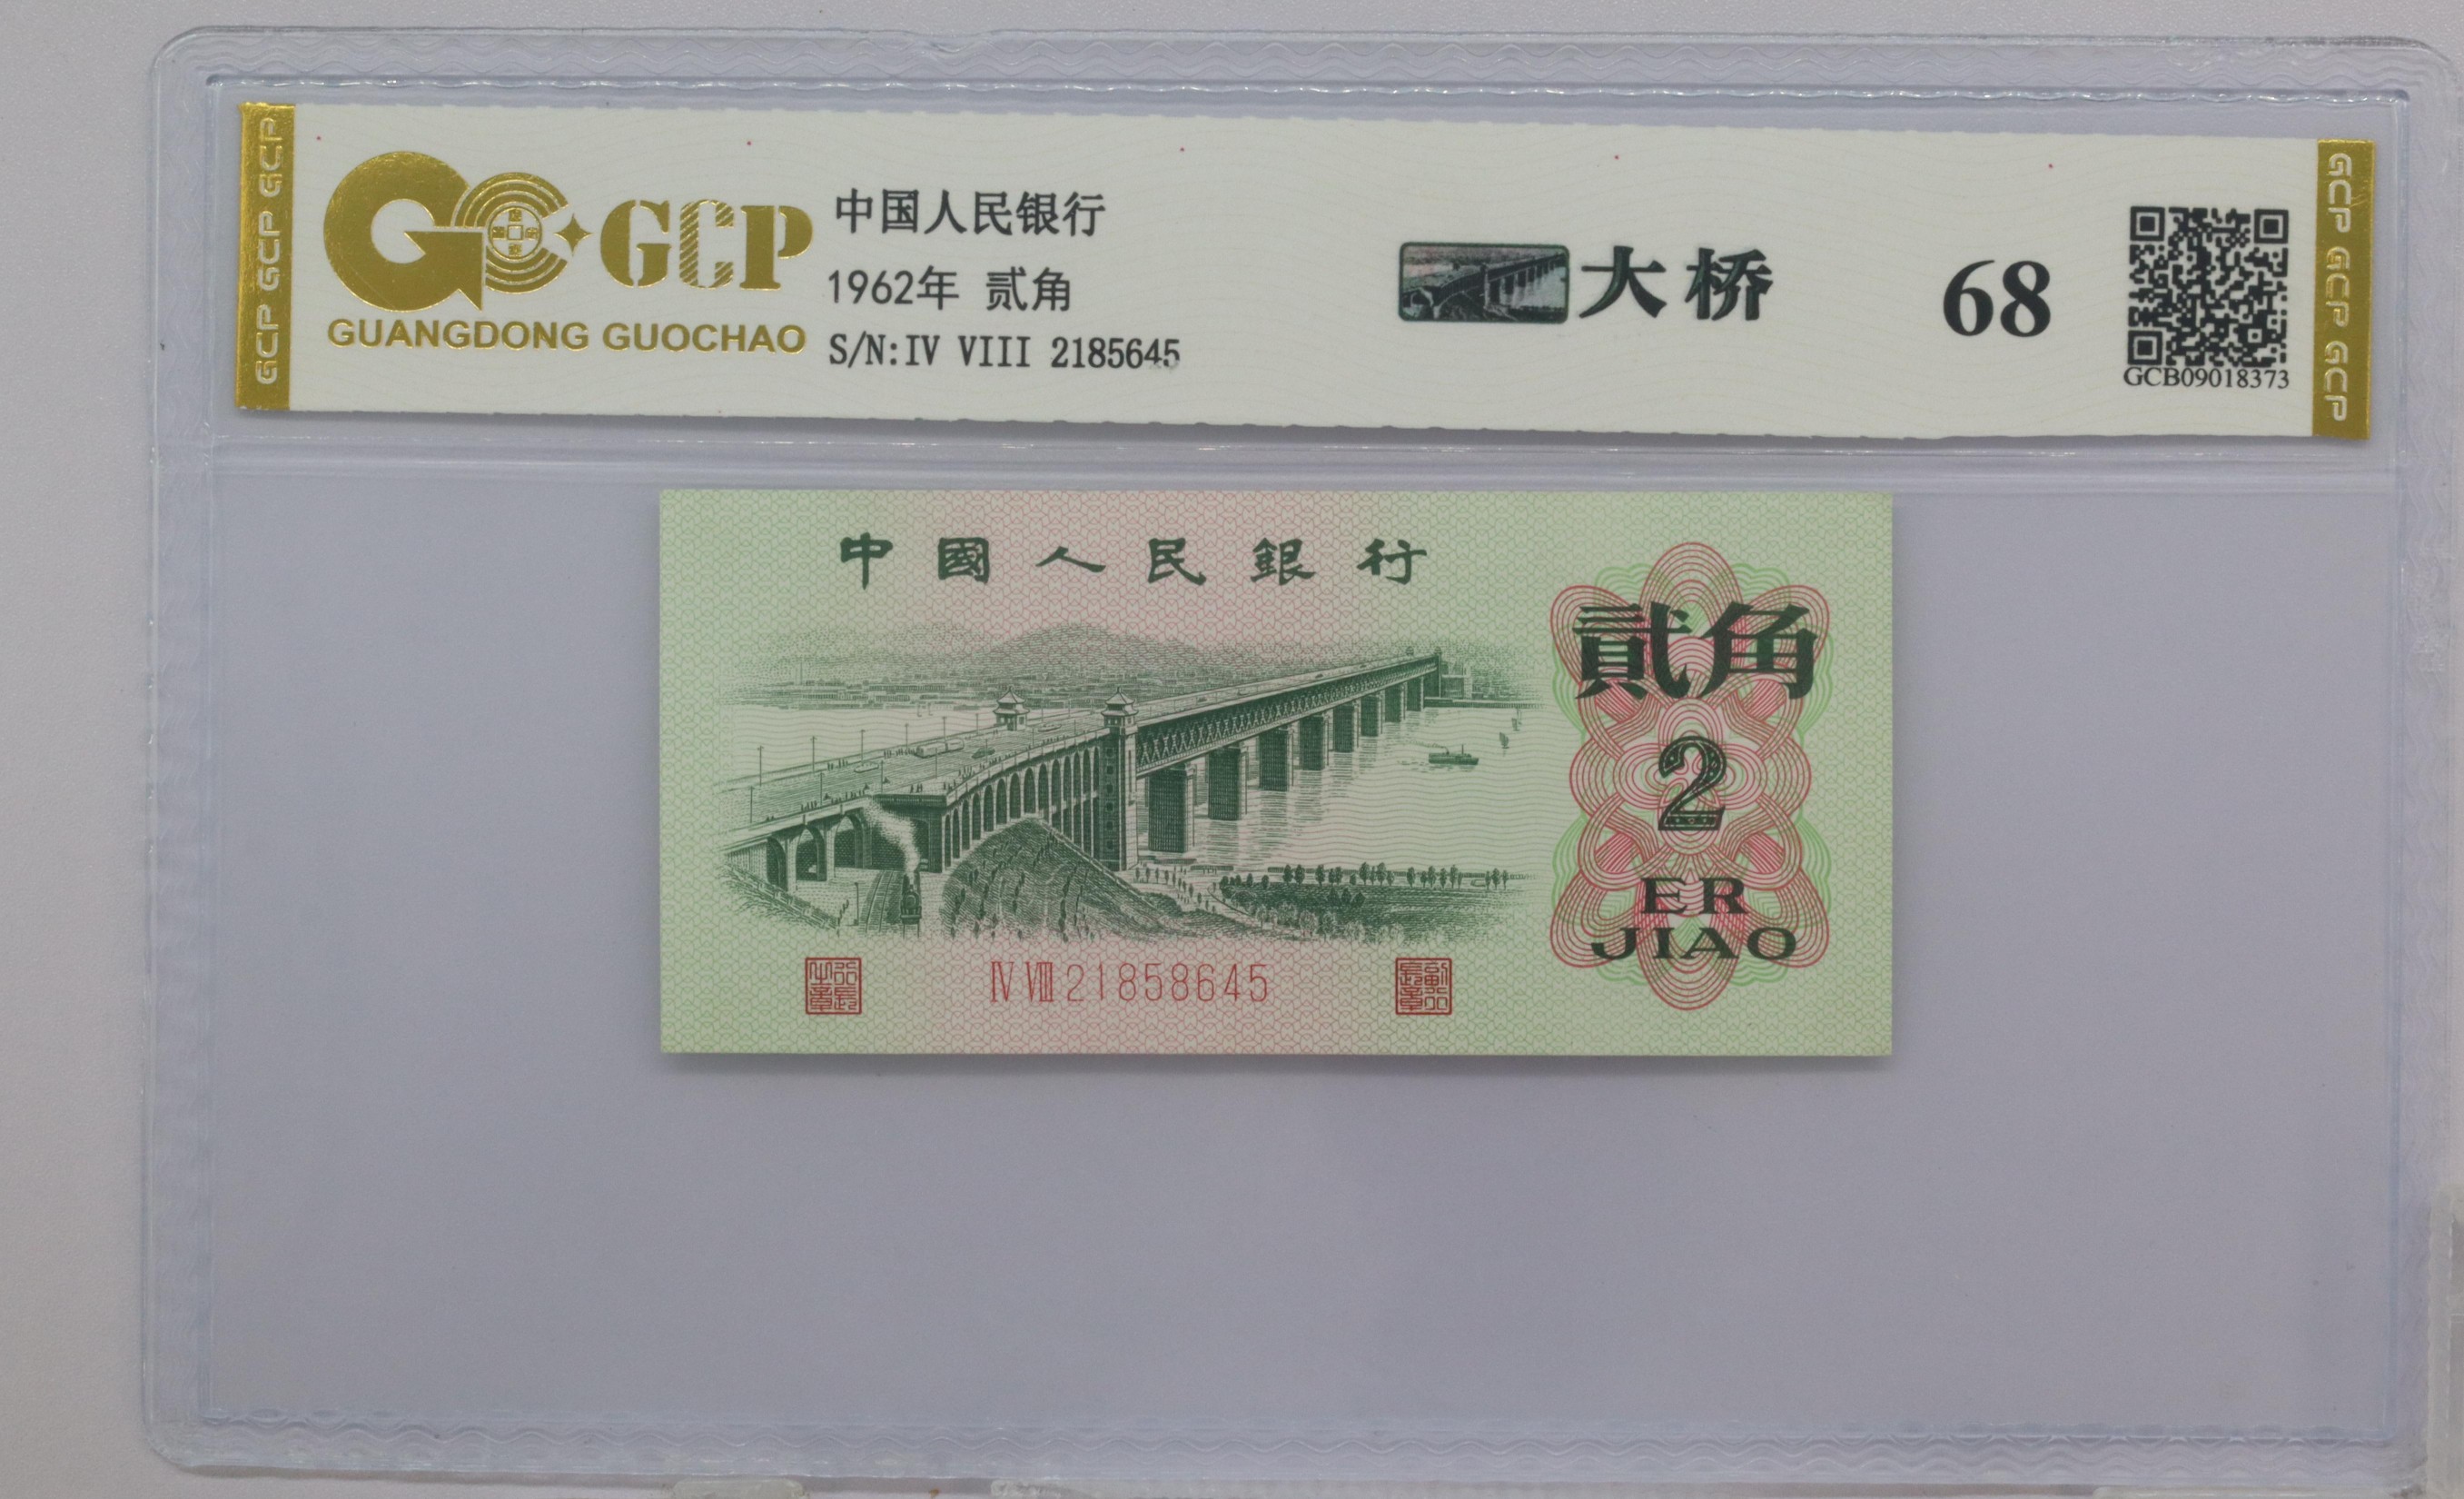 GCP GCP GCP
GCP
GUANGDONG GUOCHAO
中国人民银行
1962年 贰角
S/N:IV VIII 2185645
大桥
68
GCB09018373
GCP GCP GCP
中國人民銀行
貳角
2
ER
JIAO
IV VIII 21858645